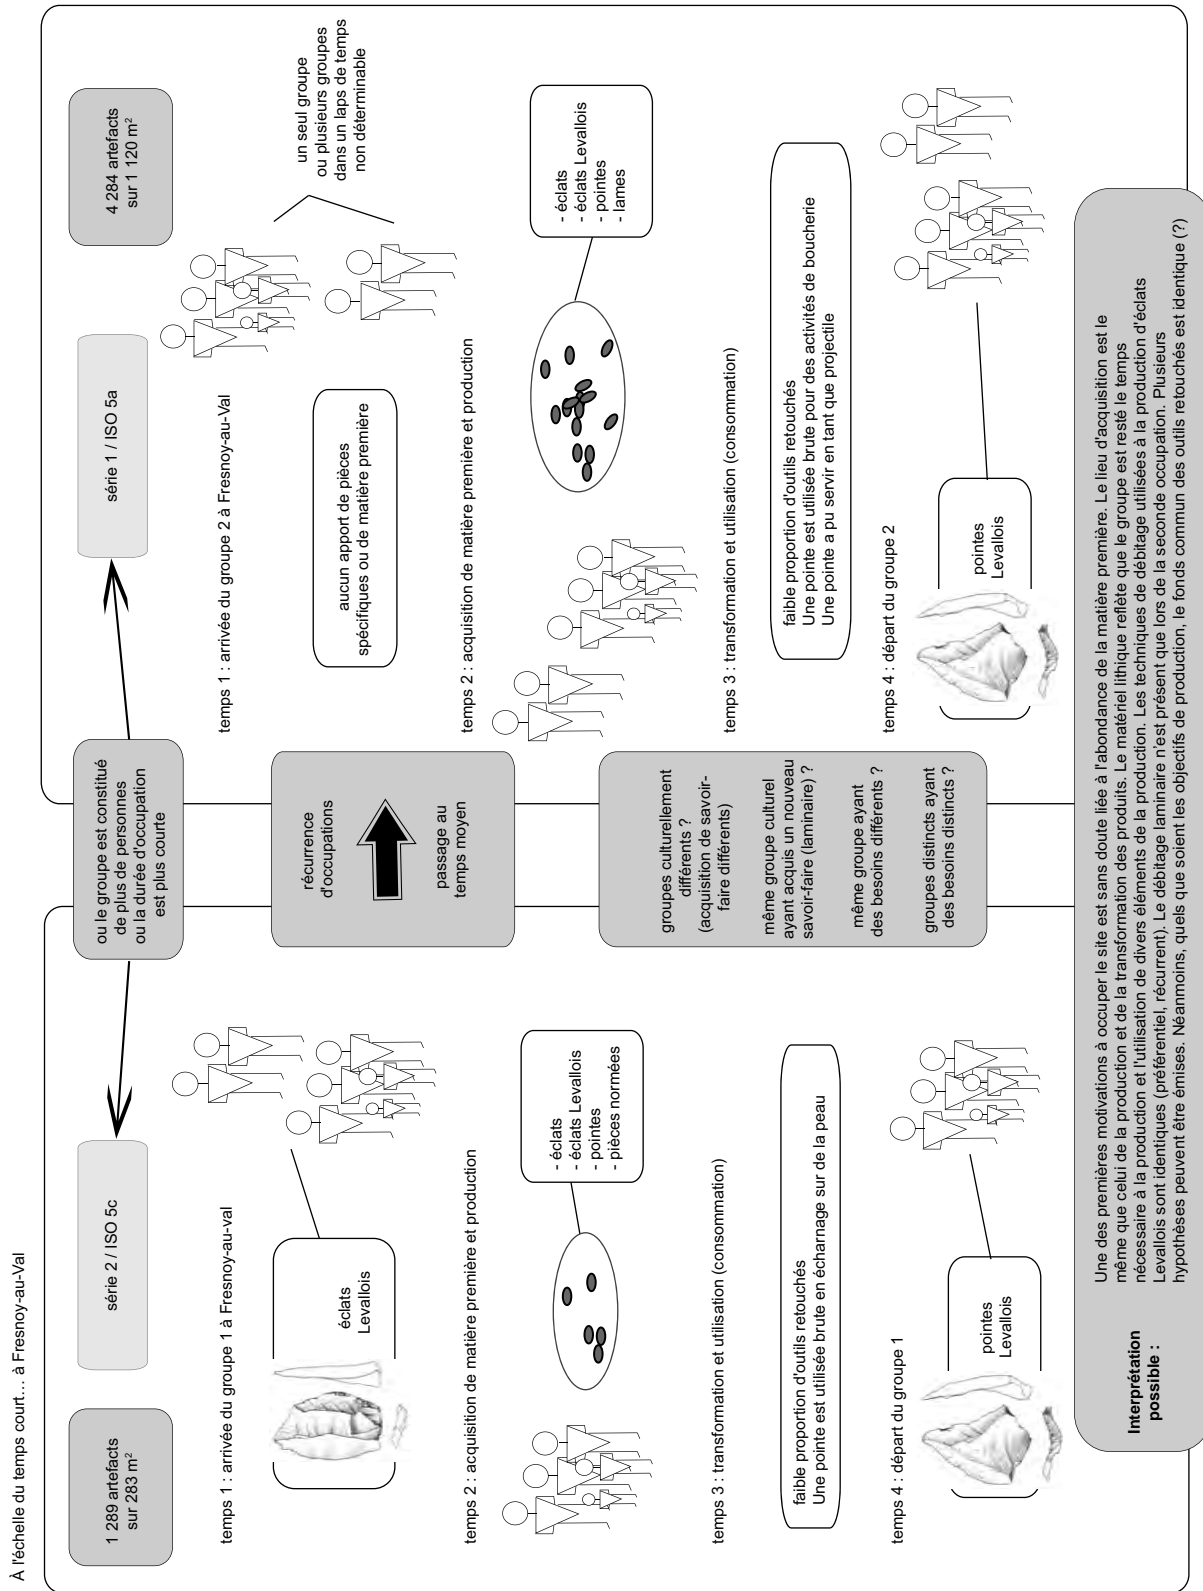 À l'échelle du temps court... à Fresnoy-au-Val
1 289 artefacts
sur 283 m²
série 2 / ISO 5c
ou le groupe est constitué
de plus de personnes
ou la durée d'occupation
est plus courte
série 1 / ISO 5a
4 284 artefacts
sur 1 120 m²
temps 1 : arrivée du groupe 1 à Fresnoy-au-val
éclats
Levallois
temps 2 : acquisition de matière première et production
- éclats
- éclats Levallois
- pointes
- pièces normées
temps 3 : transformation et utilisation (consommation)
faible proportion d'outils retouchés
Une pointe est utilisée brute en écharnage sur de la peau
temps 4 : départ du groupe 1
pointes
Levallois
récurrence
d'occupations
passage au
temps moyen
groupes culturellement
différents ?
(acquisition de savoir-
faire différents)
même groupe culturel
ayant acquis un nouveau
savoir-faire (laminaire) ?
même groupe ayant
des besoins différents ?
groupes distincts ayant
des besoins distincts ?
temps 1 : arrivée du groupe 2 à Fresnoy-au-Val
un seul groupe
ou plusieurs groupes
dans un laps de temps
non déterminable
aucun apport de pièces
spécifiques ou de matière première
temps 2 : acquisition de matière première et production
- éclats
- éclats Levallois
- pointes
- lames
temps 3 : transformation et utilisation (consommation)
faible proportion d'outils retouchés
Une pointe est utilisée brute pour des activités de boucherie
Une pointe a pu servir en tant que projectile
temps 4 : départ du groupe 2
pointes
Levallois
Interprétation
possible :
Une des premières motivations à occuper le site est sans doute liée à l'abondance de la matière première. Le lieu d'acquisition est le
même que celui de la production et de la transformation des produits. Le matériel lithique reflète que le groupe est resté le temps
nécessaire à la production et l'utilisation de divers éléments de la production. Les techniques de débitage utilisées à la production d'éclats
Levallois sont identiques (préférentiel, récurrent). Le débitage laminaire n'est présent que lors de la seconde occupation. Plusieurs
hypothèses peuvent être émises. Néanmoins, quels que soient les objectifs de production, le fonds commun des outils retouchés est identique (?)